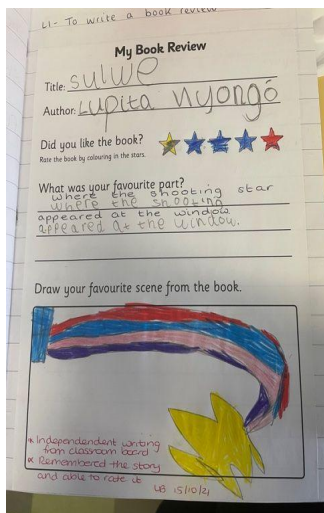 LI- To write a book review
My Book Review
Title: sulwe
Author: Lupita Nyongó
Did you like the book?
Rate the book by colouring in the stars.
What was your favourite part?
where the shooting star
where the shooting
appeared at the window
appeared at the window.
Draw your favourite scene from the book.
* Independendent writing
from classroom board
* Remembered the story
and able to rate it
15/10/21